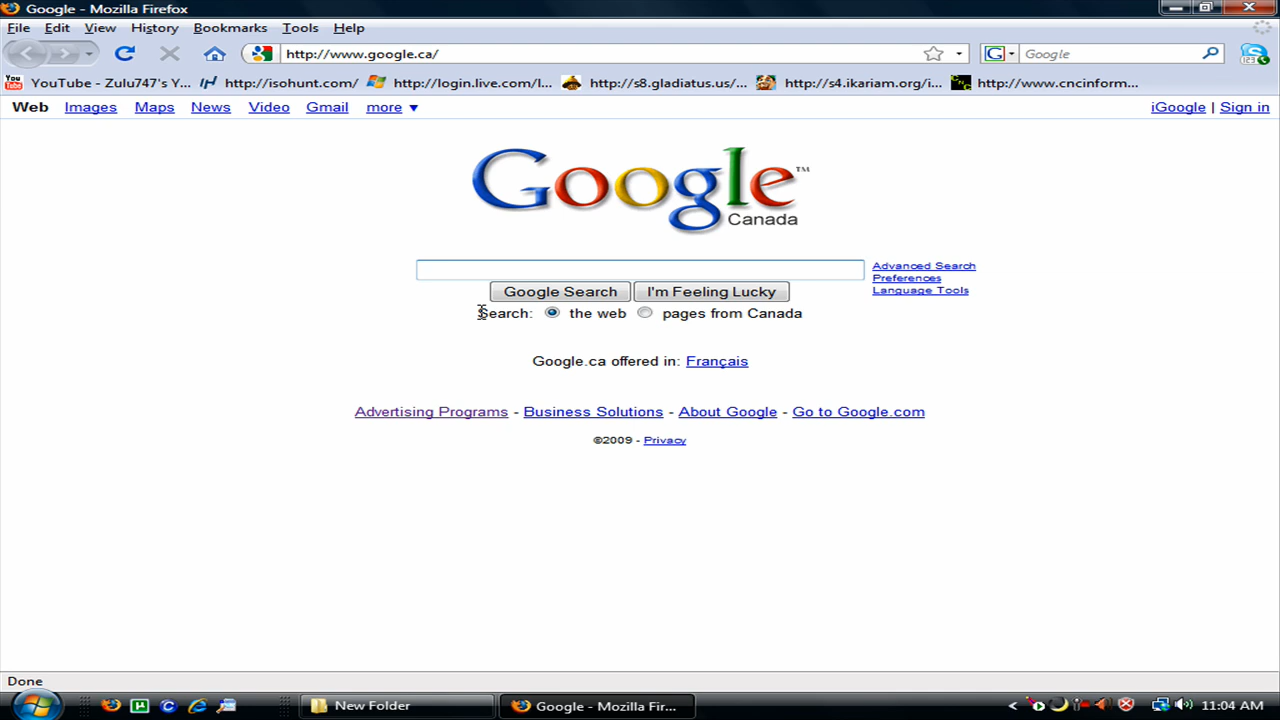 Google - Mozilla Firefox
File Edit View History Bookmarks Tools Help
http://www.google.ca/ Google
YouTube - Zulu747's Y... http://isohunt.com/ http://login.live.com/l... http://s8.gladiatus.us/... http://s4.ikariam.org/i... http://www.cncinform...
Web Images Maps News Video Gmail more iGoogle | Sign in
Google™
Canada
Advanced Search
Preferences
Language Tools
Google Search I'm Feeling Lucky
Search: the web pages from Canada
Google.ca offered in: Français
Advertising Programs - Business Solutions - About Google - Go to Google.com
©2009 - Privacy
Done
New Folder Google - Mozilla Fir... 11:04 AM